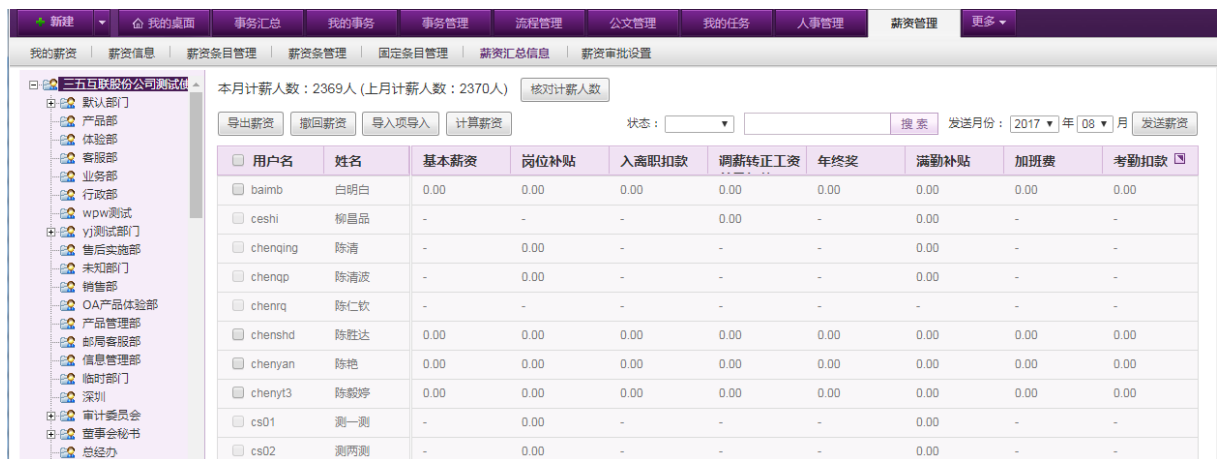 新建 我的桌面 事务汇总 我的事务 事务管理 流程管理 公文管理 我的任务 人事管理 薪资管理 更多
我的薪资 薪资信息 薪资条目管理 薪资条管理 固定条目管理 薪资汇总信息 薪资审批设置
三五互联股份公司测试
默认部门
产品部
体验部
客服部
业务部
行政部
wpw测试
yj测试部门
售后实施部
未知部门
销售部
OA产品体验部
产品管理部
邮局客服部
信息管理部
临时部门
深圳
审计委员会
董事会秘书
总经办
本月计薪人数：2369人 (上月计薪人数：2370人) 核对计薪人数
导出薪资 撤回薪资 导入项导入 计算薪资 状态： 搜索 发送月份： 2017 年 08 月 发送薪资
用户名 姓名 基本薪资 岗位补贴 入离职扣款 调薪转正工资 年终奖 满勤补贴 加班费 考勤扣款
baimb 白明白 0.00 0.00 0.00 0.00 0.00 0.00 0.00 0.00
ceshi 柳昌品 - - - 0.00 - 0.00 - -
chenqing 陈清 - 0.00 - - - 0.00 - -
chenqp 陈清波 - 0.00 - - - 0.00 - -
chenrq 陈仁钦 - - - - - - - -
chenshd 陈胜达 0.00 0.00 0.00 0.00 0.00 0.00 0.00 0.00
chenyan 陈艳 0.00 0.00 0.00 0.00 0.00 0.00 0.00 0.00
chenyt3 陈毅婷 0.00 0.00 0.00 0.00 0.00 0.00 0.00 0.00
cs01 测一测 - - - - - 0.00 - -
cs02 测两测 - 0.00 - - - 0.00 - -